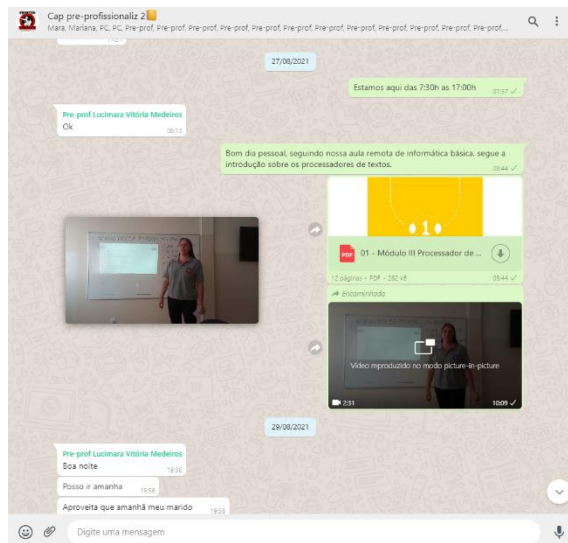 Cap pre-profissionaliz 2
Mara, Mariana, PC, PC, Pre-prof, Pre-prof, Pre-prof, Pre-prof, Pre-prof, Pre-prof, Pre-prof, Pre-prof, Pre-prof, Pre-prof, Pre-prof,...
27/08/2021
Estamos aqui das 7:30h as 17:00h
07:57
Pre-prof Lucimara Vitória Medeiros
Ok
08:13
Bom dia pessoal, seguindo nossa aula remota de informática básica, segue a
introdução sobre os processadores de textos.
08:44
1
PDF
01 - Módulo III Processador de ...
12 páginas • PDF • 282 kB
08:44
Encaminhada
Vídeo reproduzido no modo picture-in-picture
2:31
10:09
29/08/2021
Pre-prof Lucimara Vitória Medeiros
Boa noite
19:56
Posso ir amanha
19:56
Aproveita que amanhã meu marido
19:56
Digite uma mensagem